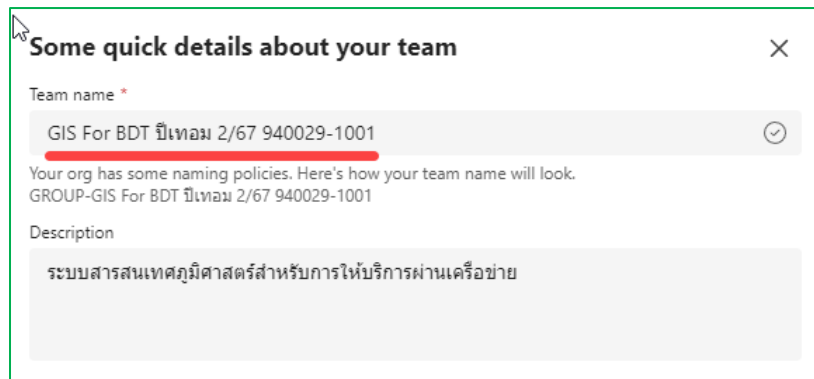 Some quick details about your team
Team name *
GIS For BDT ปีเทอม 2/67 940029-1001
Your org has some naming policies. Here's how your team name will look.
GROUP-GIS For BDT ปีเทอม 2/67 940029-1001
Description
ระบบสารสนเทศภูมิศาสตร์สำหรับการให้บริการผ่านเครือข่าย